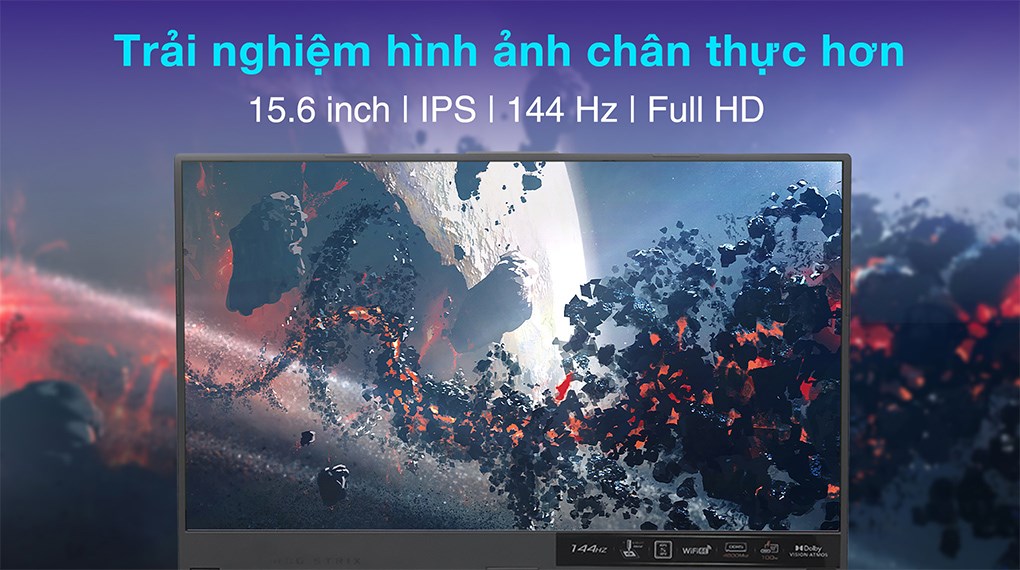 Trải nghiệm hình ảnh chân thực hơn
15.6 inch | IPS | 144 Hz | Full HD
144HZ
WiFi
Dolby
VISION·ATMOS